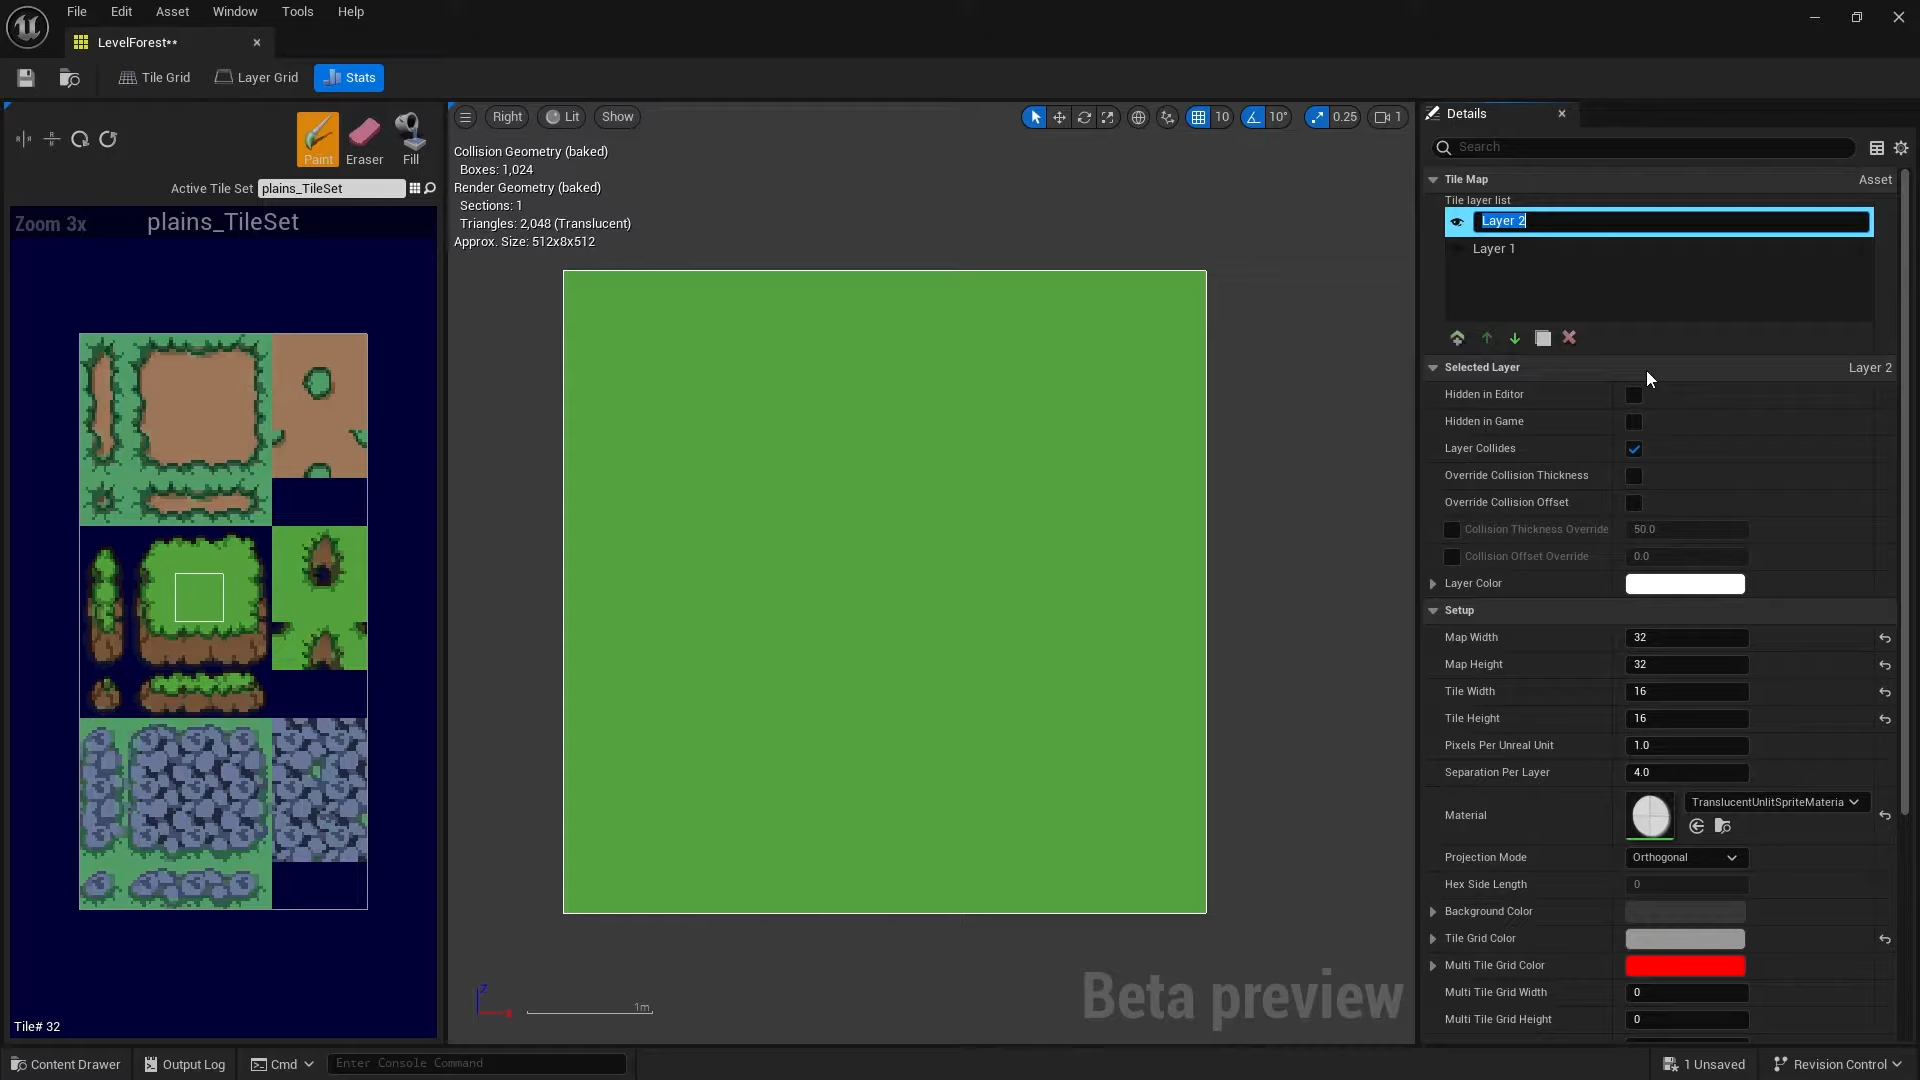 File Edit Asset Window Tools Help
LevelForest**
Tile Grid Layer Grid Stats
Paint Eraser Fill
Active Tile Set plains_TileSet
Zoom 3x plains_TileSet
Tile# 32
Right Lit Show 10 10° 0.25 1
Collision Geometry (baked)
Boxes: 1,024
Render Geometry (baked)
Sections: 1
Triangles: 2,048 (Translucent)
Approx. Size: 512x8x512
Z
X
1m
Beta preview
Details
Search
Tile Map Asset
Tile layer list
Layer 2
Layer 1
Selected Layer Layer 2
Hidden in Editor
Hidden in Game
Layer Collides
Override Collision Thickness
Override Collision Offset
Collision Thickness Override 50.0
Collision Offset Override 0.0
Layer Color
Setup
Map Width 32
Map Height 32
Tile Width 16
Tile Height 16
Pixels Per Unreal Unit 1.0
Separation Per Layer 4.0
Material TranslucentUnlitSpriteMateria
Projection Mode Orthogonal
Hex Side Length 0
Background Color
Tile Grid Color
Multi Tile Grid Color
Multi Tile Grid Width 0
Multi Tile Grid Height 0
Content Drawer Output Log Cmd Enter Console Command 1 Unsaved Revision Control